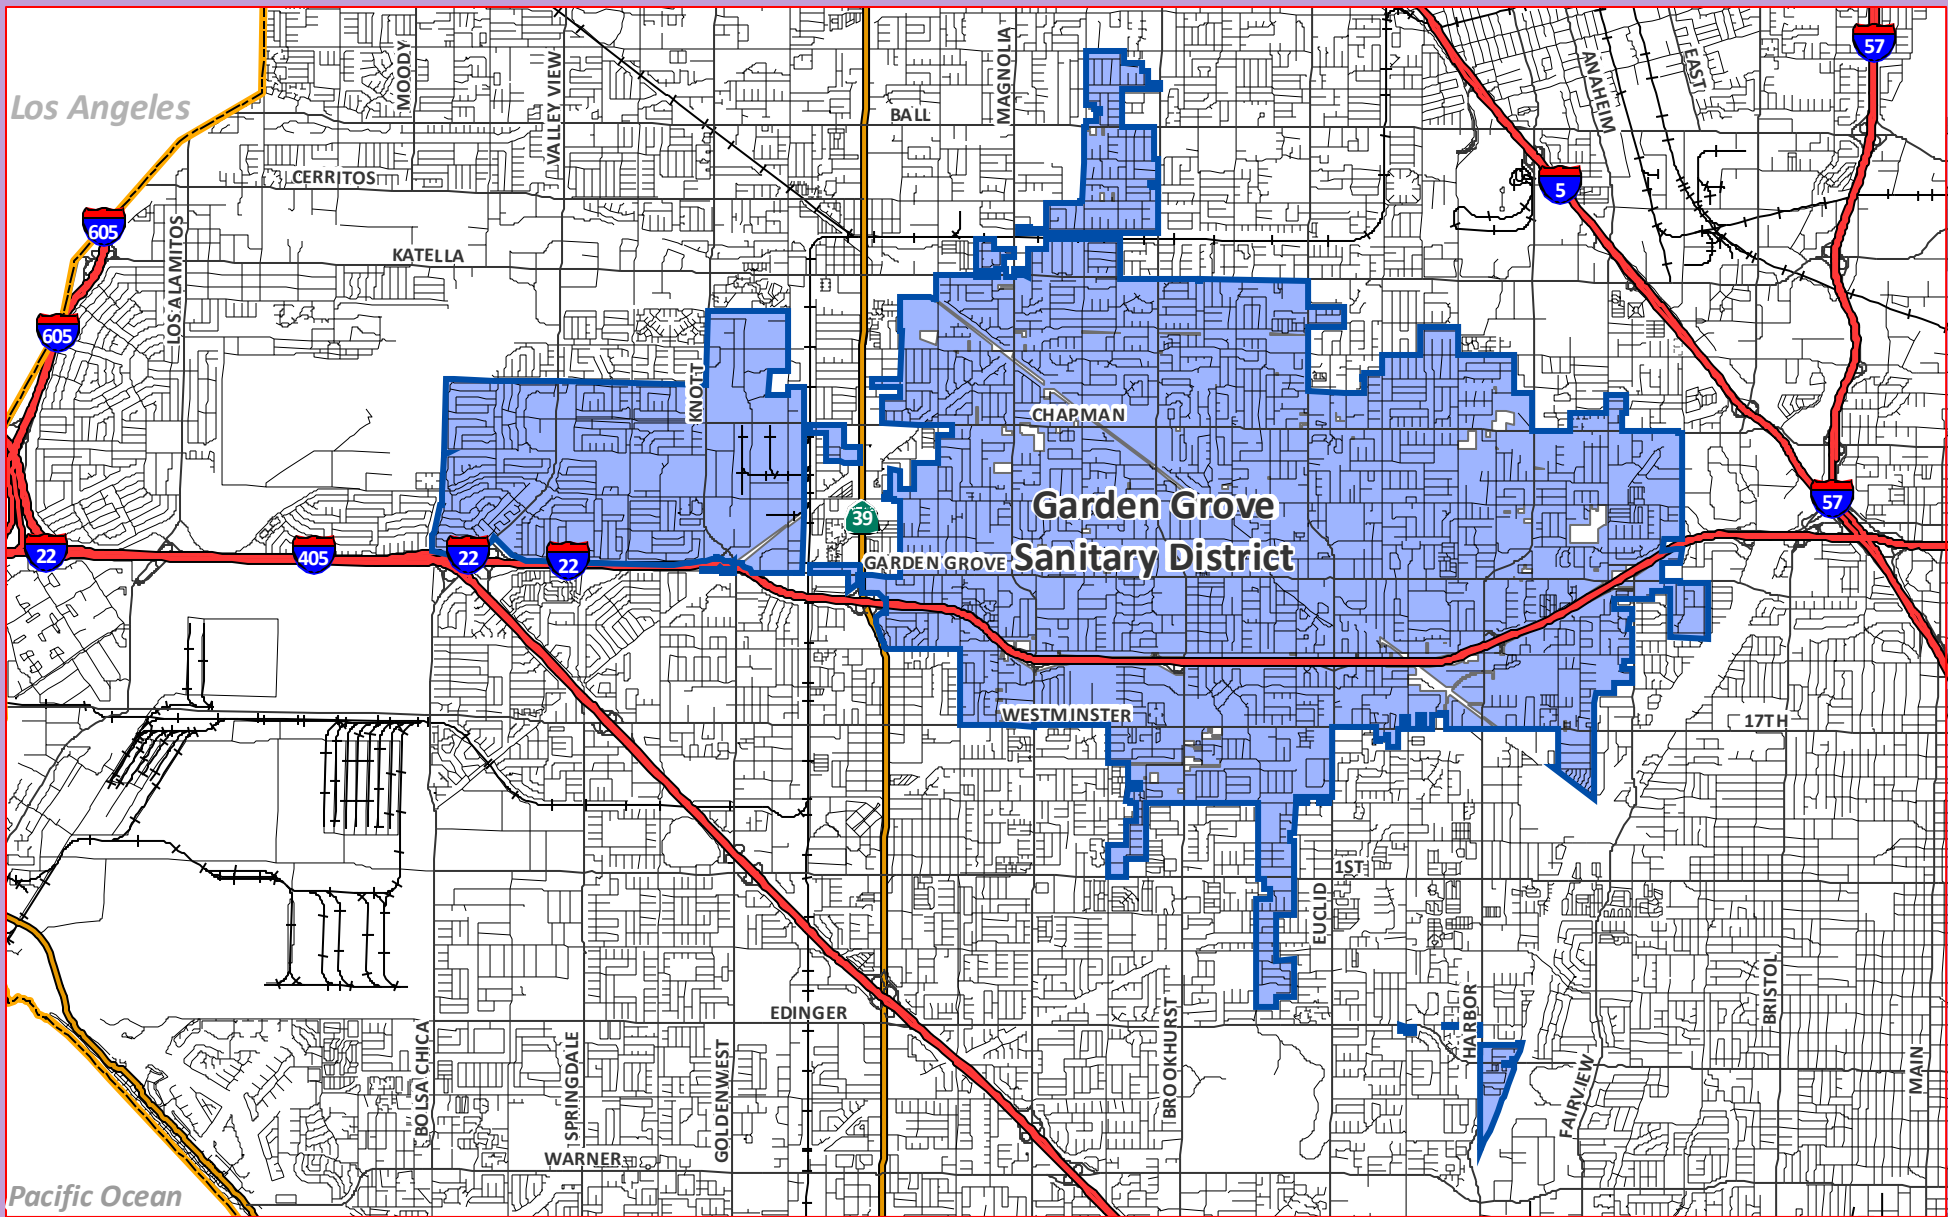 57
MOODY
VALLEY VIEW
MAGNOLIA
ANAHEIM
EAST
Los Angeles
BALL
CERRITOS
5
605
LOS ALAMITOS
KATELLA
605
KNOTT
CHAPMAN
57
Garden Grove
39
22
405
22
22
GARDEN GROVE
Sanitary District
WESTMINSTER
17TH
1ST
EUCLID
EDINGER
HARBOR
BRISTOL
BOLSA CHICA
SPRINGDALE
GOLDENWEST
BROOKHURST
FAIRVIEW
MAIN
WARNER
Pacific Ocean